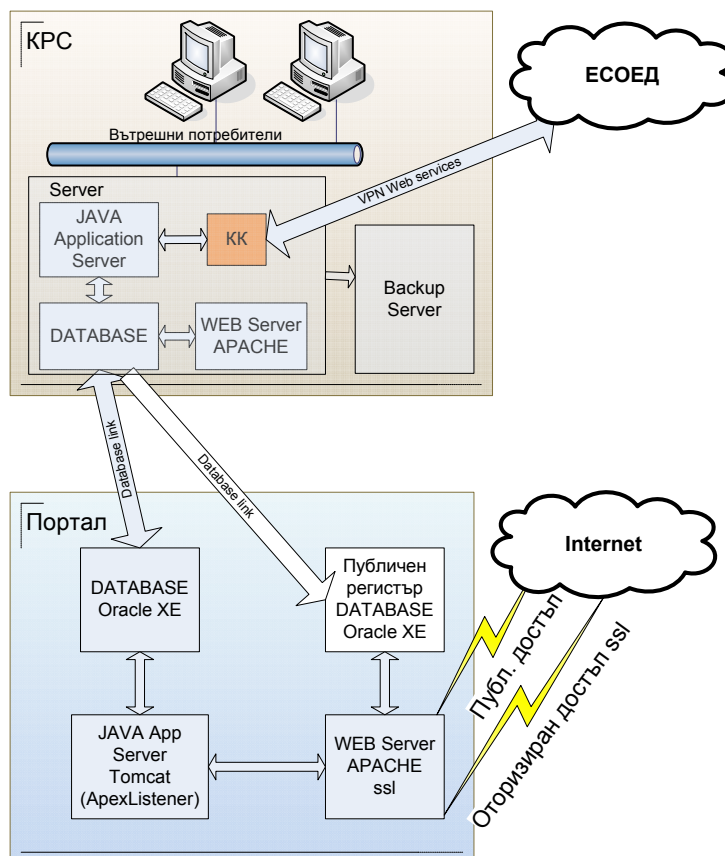 КРС
ЕСОЕД
Вътрешни потребители
VPN Web services
Server
JAVA
Application
Server
КК
Backup
Server
DATABASE
WEB Server
APACHE
Database link
Database link
Портал
Internet
DATABASE
Oracle XE
Публичен
регистър
DATABASE
Oracle XE
Публ. достъп
Оторизиран достъп ssl
JAVA App
Server
Tomcat
(ApexListener)
WEB Server
APACHE
ssl